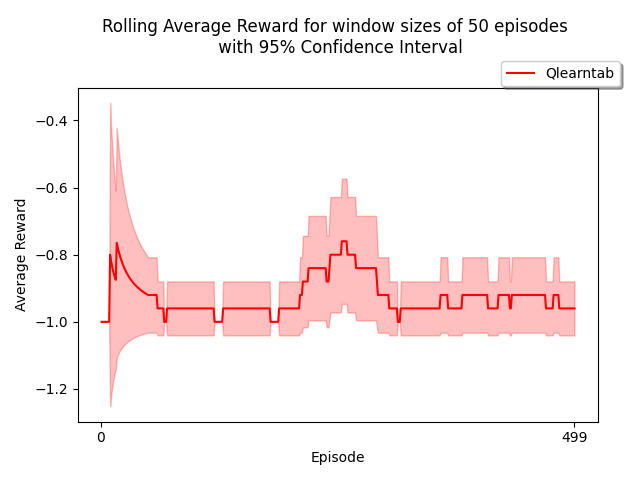 Rolling Average Reward for window sizes of 50 episodes
with 95% Confidence Interval
Qlearntab
−0.4
−0.6
−0.8
−1.0
−1.2
Average Reward
0
499
Episode